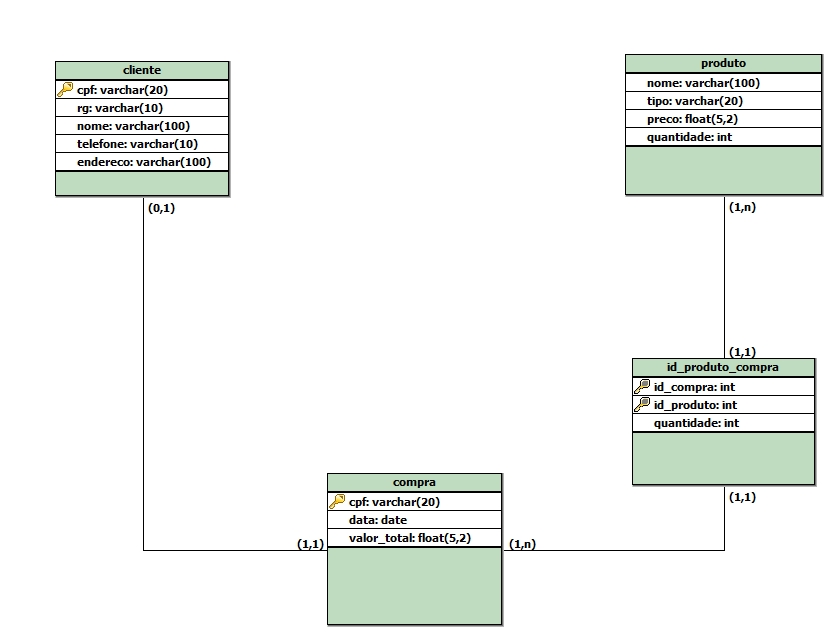 cliente
cpf: varchar(20)
rg: varchar(10)
nome: varchar(100)
telefone: varchar(10)
endereco: varchar(100)
(0,1)
produto
nome: varchar(100)
tipo: varchar(20)
preco: float(5,2)
quantidade: int
(1,n)
(1,1)
id_produto_compra
id_compra: int
id_produto: int
quantidade: int
(1,1)
compra
cpf: varchar(20)
data: date
valor_total: float(5,2)
(1,1)
(1,n)